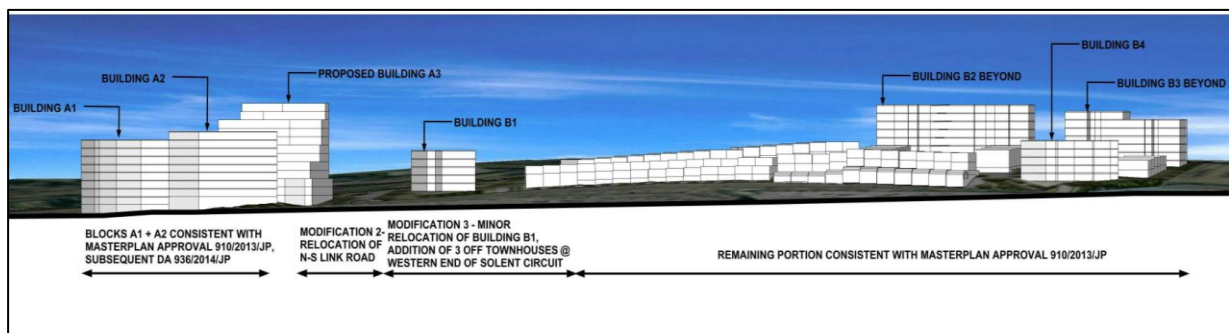 BUILDING B4
BUILDING A2
PROPOSED BUILDING A3
BUILDING B2 BEYOND
BUILDING B3 BEYOND
BUILDING A1
BUILDING B1
BLOCKS A1 + A2 CONSISTENT WITH
MASTERPLAN APPROVAL 910/2013/JP,
SUBSEQUENT DA 936/2014/JP
MODIFICATION 2-
RELOCATION OF
N-S LINK ROAD
MODIFICATION 3 - MINOR
RELOCATION OF BUILDING B1,
ADDITION OF 3 OFF TOWNHOUSES @
WESTERN END OF SOLENT CIRCUIT
REMAINING PORTION CONSISTENT WITH MASTERPLAN APPROVAL 910/2013/JP